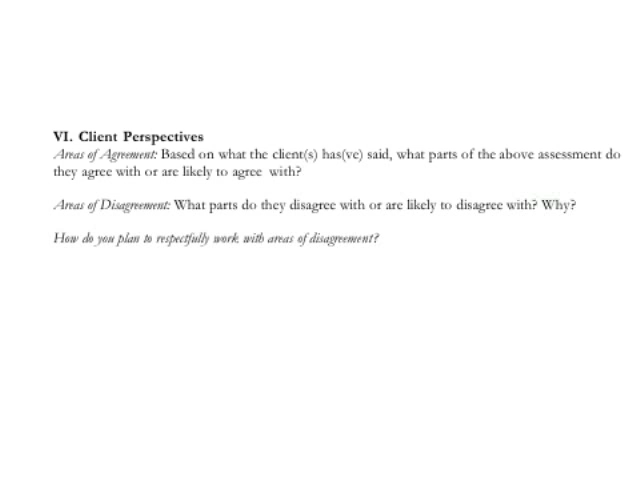 VI. Client Perspectives
Areas of Agreement: Based on what the client(s) has(ve) said, what parts of the above assessment do
they agree with or are likely to agree with?
Areas of Disagreement: What parts do they disagree with or are likely to disagree with? Why?
How do you plan to respectfully work with areas of disagreement?